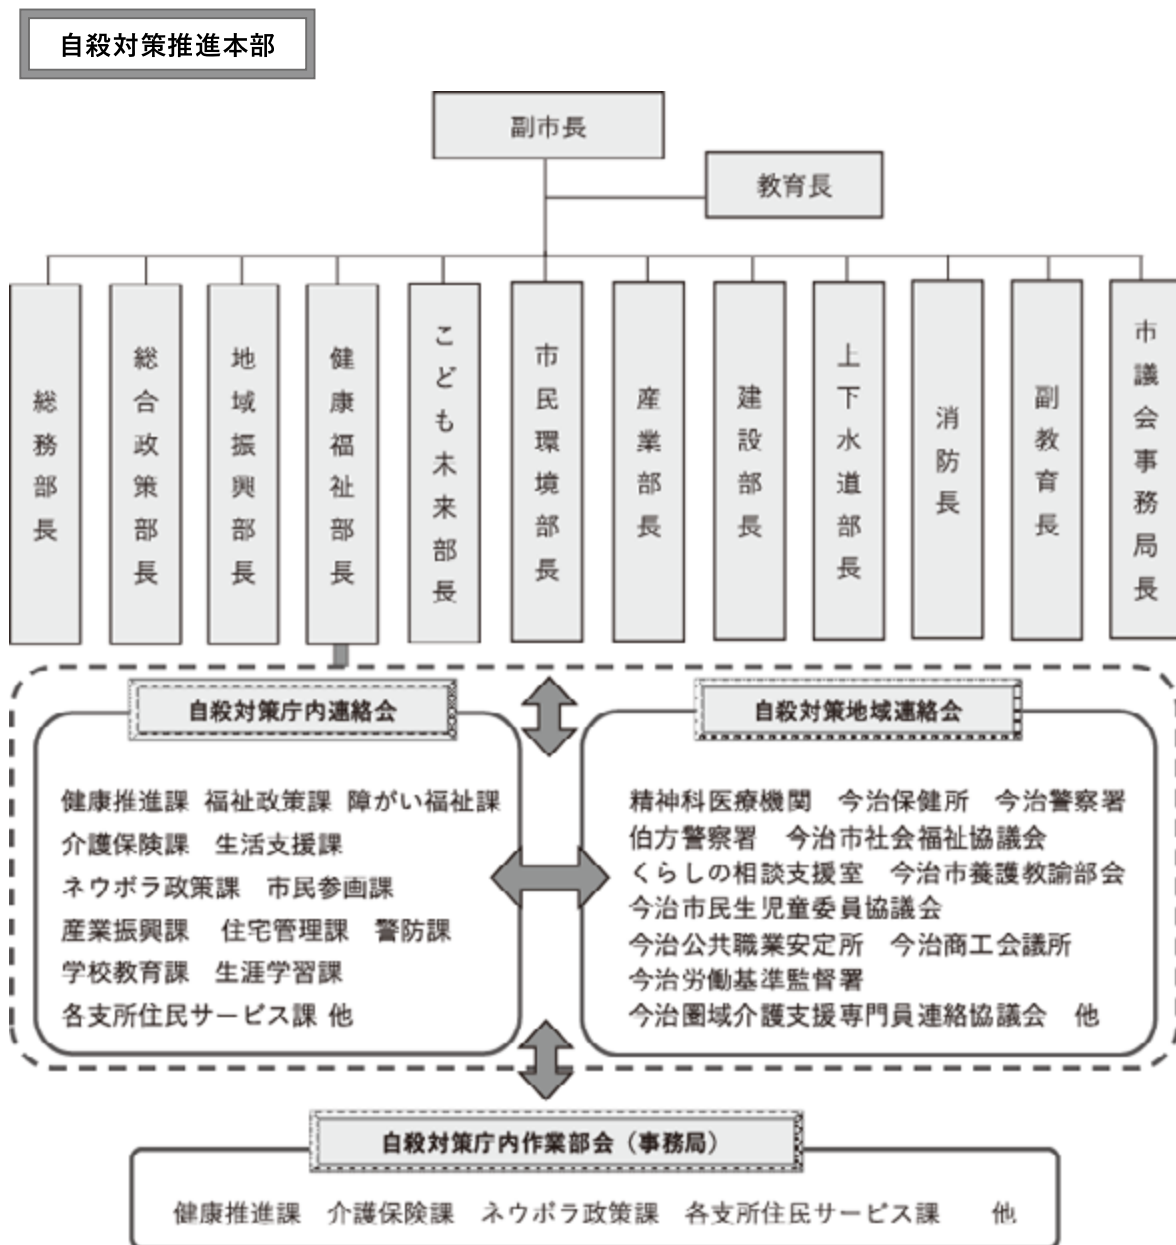 自殺対策推進本部
副市長
教育長
総務部長
総合政策部長
地域振興部長
健康福祉部長
こども未来部長
市民環境部長
産業部長
建設部長
上下水道部長
消防長
副教育長
市議会事務局長
自殺対策庁内連絡会
健康推進課 福祉政策課 障がい福祉課
介護保険課 生活支援課
ネウボラ政策課 市民参画課
産業振興課 住宅管理課 警防課
学校教育課 生涯学習課
各支所住民サービス課 他
自殺対策地域連絡会
精神科医療機関 今治保健所 今治警察署
伯方警察署 今治市社会福祉協議会
くらしの相談支援室 今治市養護教諭部会
今治市民生児童委員協議会
今治公共職業安定所 今治商工会議所
今治労働基準監督署
今治圏域介護支援専門員連絡協議会 他
自殺対策庁内作業部会(事務局)
健康推進課 介護保険課 ネウボラ政策課 各支所住民サービス課 他